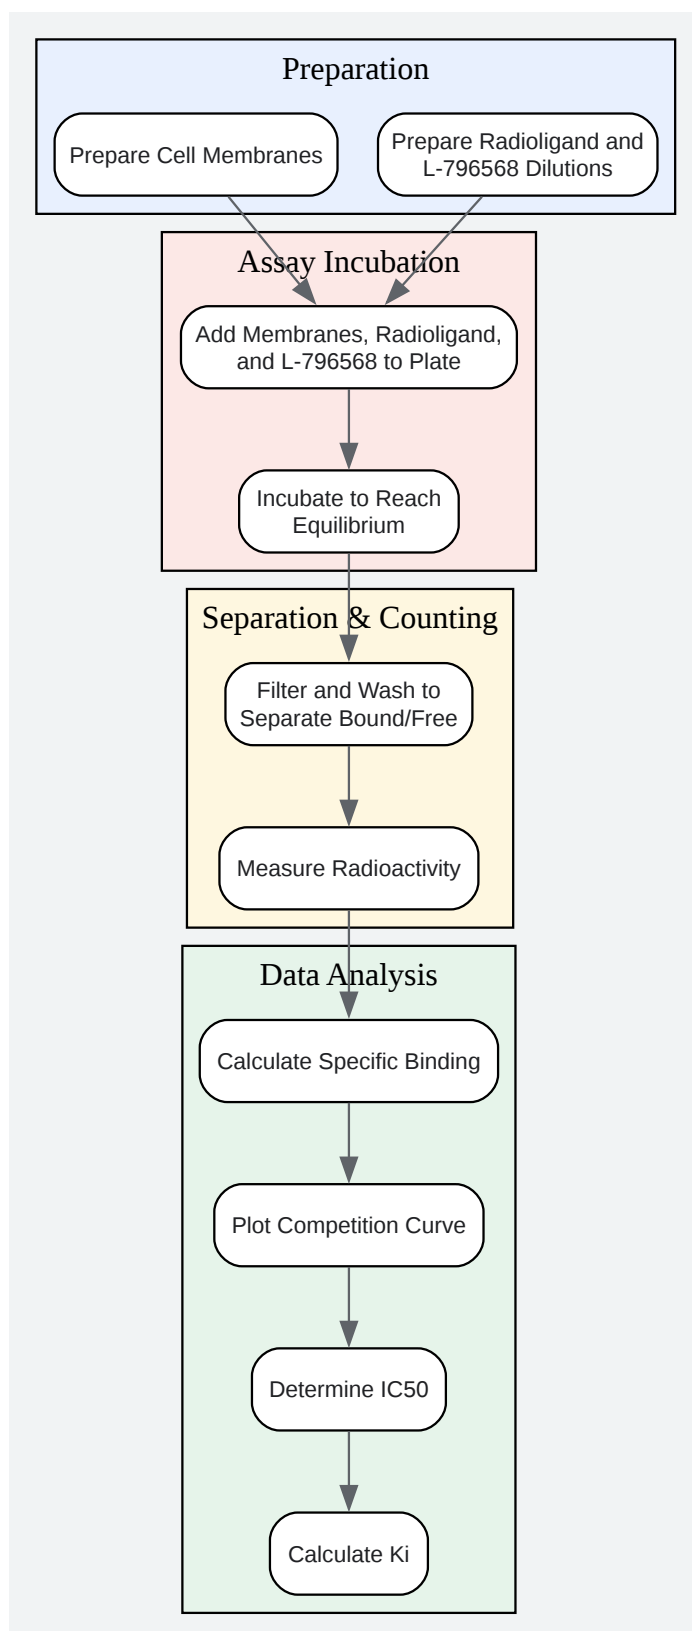 Preparation
Prepare Cell Membranes
Prepare Radioligand and
L-796568 Dilutions
Assay Incubation
Add Membranes, Radioligand,
and L-796568 to Plate
Incubate to Reach
Equilibrium
Separation & Counting
Filter and Wash to
Separate Bound/Free
Measure Radioactivity
Data Analysis
Calculate Specific Binding
Plot Competition Curve
Determine IC50
Calculate Ki